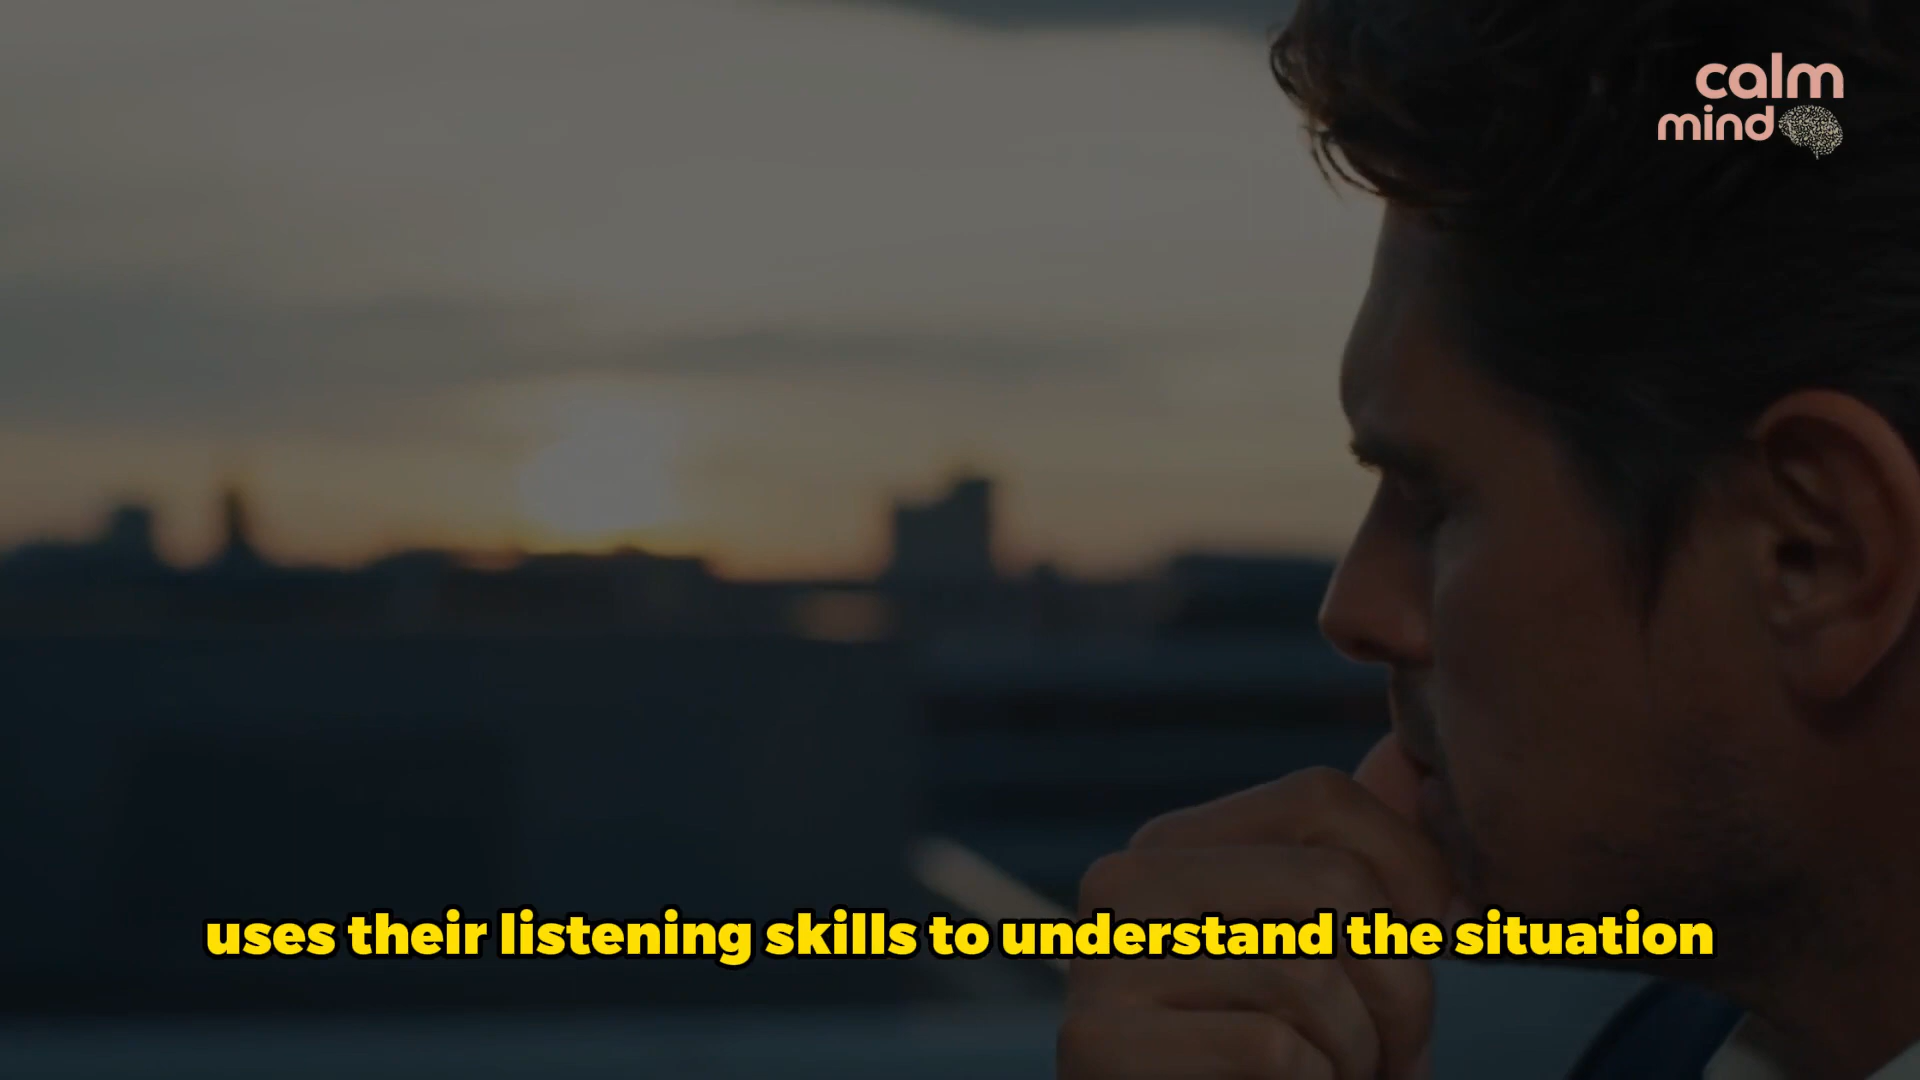 calm
mind
uses their listening skills to understand the situation